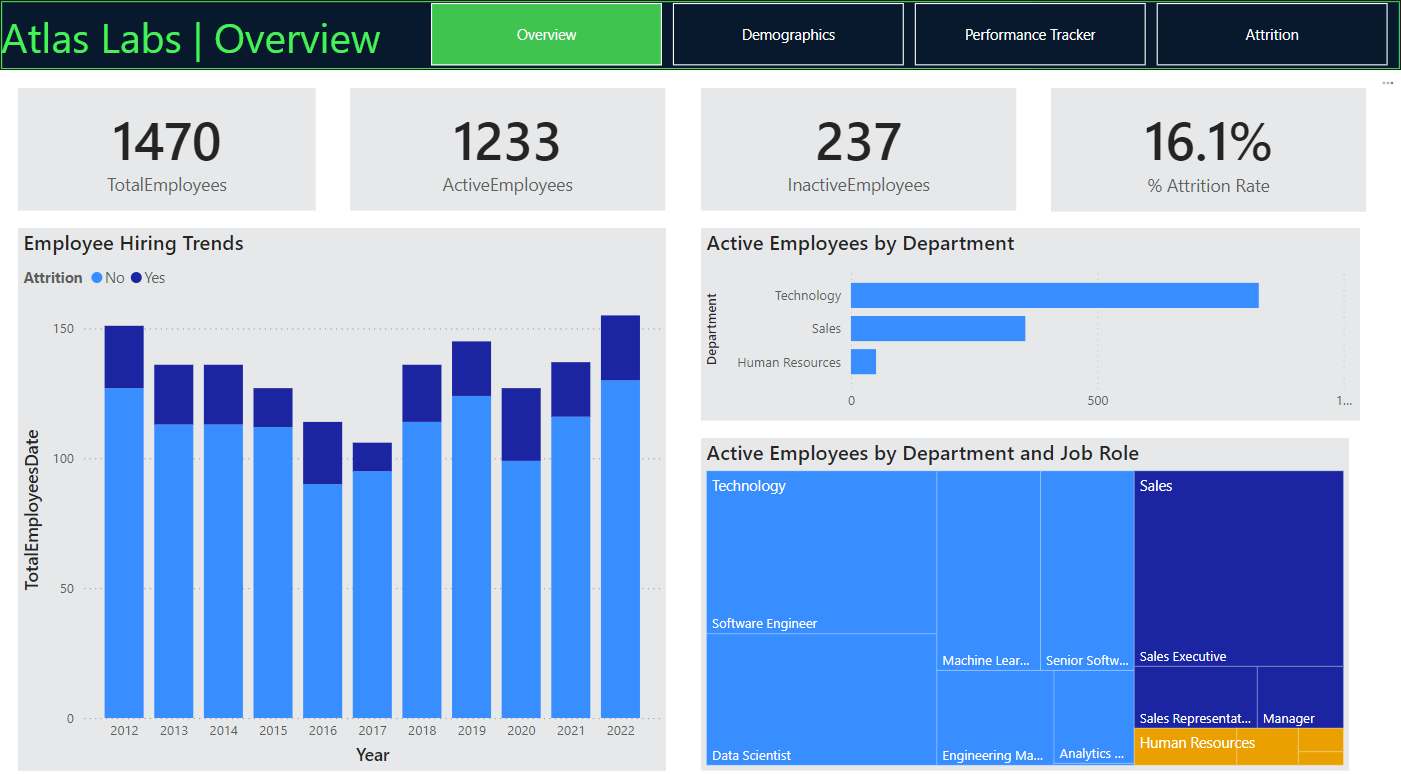 Atlas Labs | Overview
Overview
Demographics
Performance Tracker
Attrition
1470
TotalEmployees
1233
ActiveEmployees
237
InactiveEmployees
16.1%
% Attrition Rate
Employee Hiring Trends
Attrition No Yes
TotalEmployeesDate
150
100
50
0
2012 2013 2014 2015 2016 2017 2018 2019 2020 2021 2022
Year
Active Employees by Department
Department
Technology
Sales
Human Resources
0 500 1...
Active Employees by Department and Job Role
Technology
Software Engineer
Data Scientist
Machine Lear...
Senior Softw...
Engineering Ma...
Analytics ...
Sales
Sales Executive
Sales Representat...
Manager
Human Resources